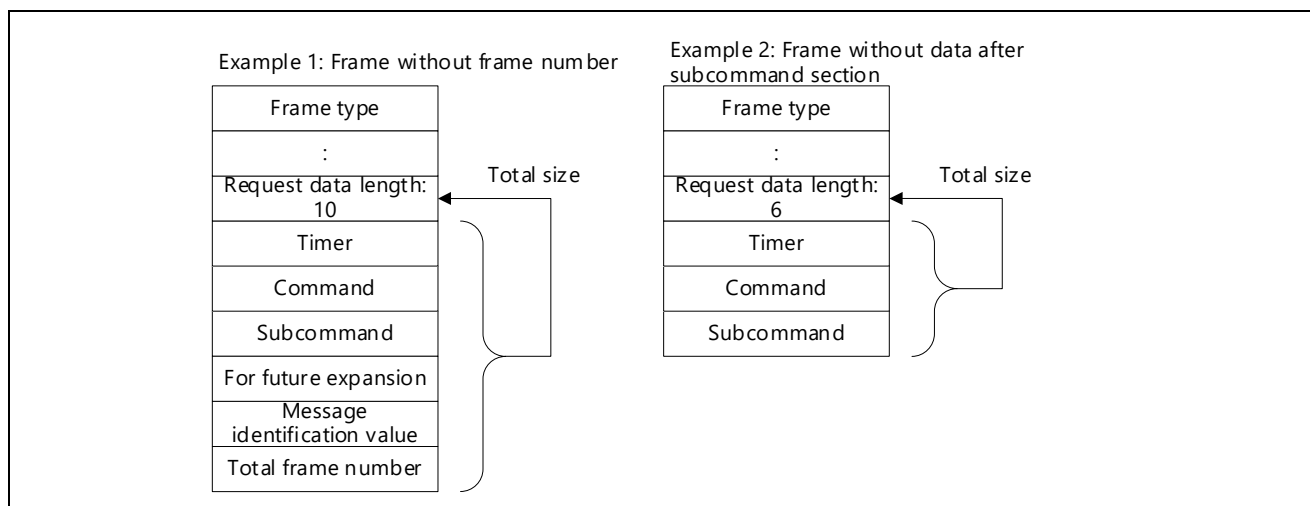 Example 1: Frame without frame number
Frame type
:
Request data length:
10
Timer
Command
Subcommand
For future expansion
Message
identification value
Total frame number
Total size
Example 2: Frame without data after
subcommand section
Frame type
:
Request data length:
6
Timer
Command
Subcommand
Total size